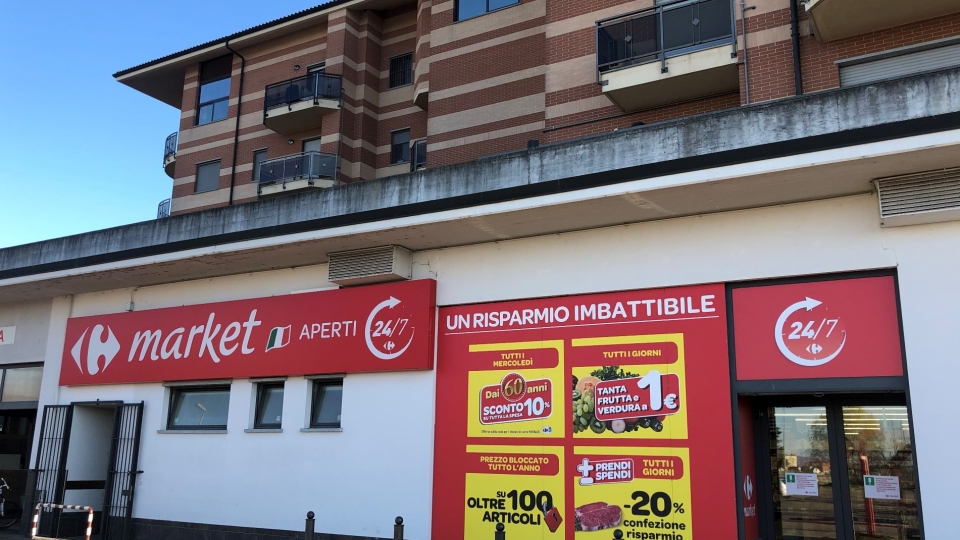 market APERTI 24/7
UN RISPARMIO IMBATTIBILE
TUTTI I
MERCOLEDÌ
Dai 60 anni
SCONTO 10%
SU TUTTA LA SPESA
TUTTI I GIORNI
TANTA
FRUTTA e
VERDURA a
1€
PREZZO BLOCCATO
TUTTO L'ANNO
SU
OLTRE 100
ARTICOLI
PRENDI
SPENDI
TUTTI I
GIORNI
-20%
confezione
risparmio
24/7